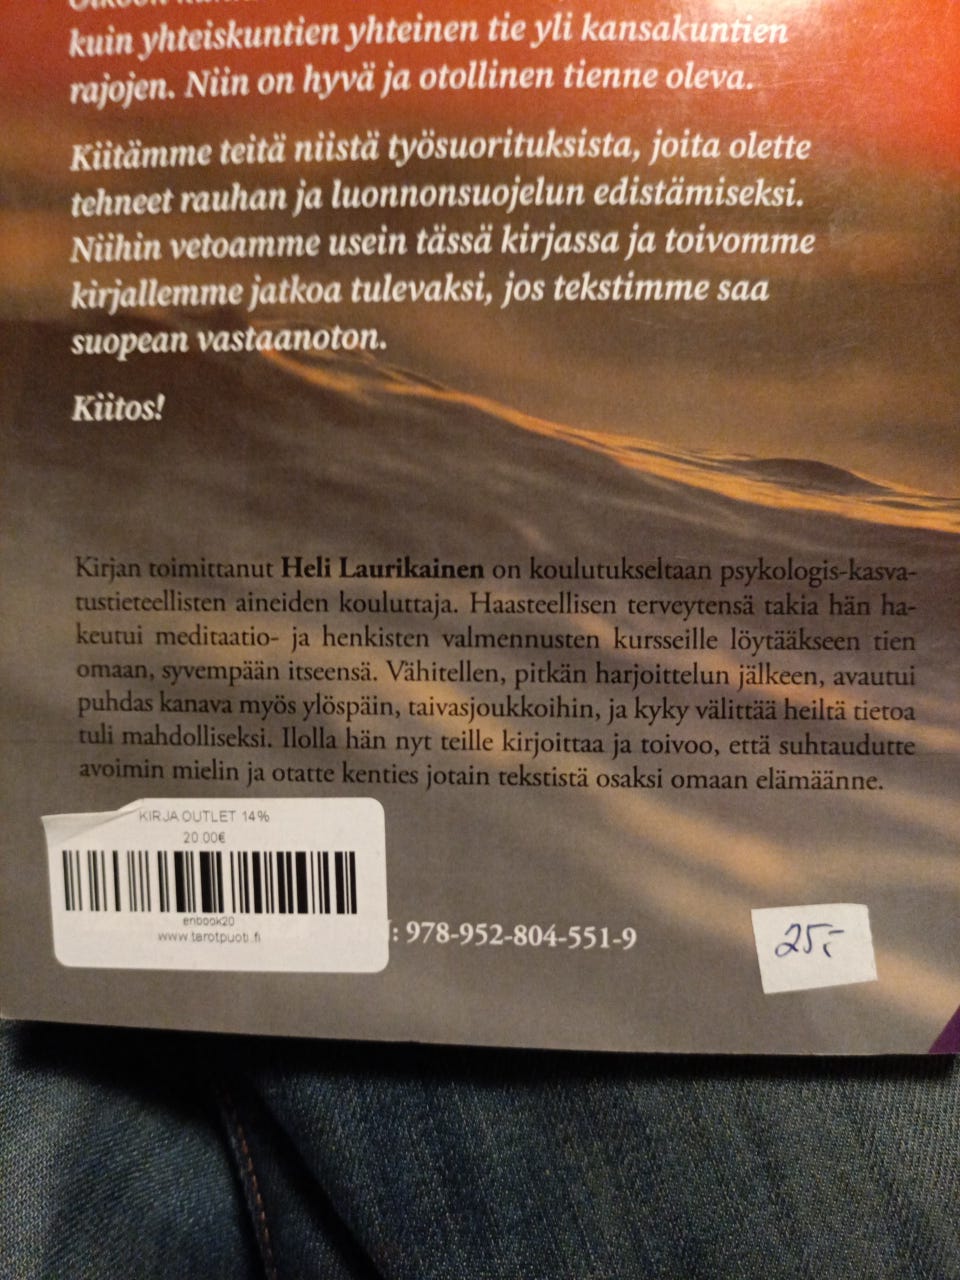 kuin yhteiskuntien yhteinen tie yli kansakuntien
rajojen. Niin on hyvä ja otollinen tienne oleva.
Kiitämme teitä niistä työsuorituksista, joita olette
tehneet rauhan ja luonnonsuojelun edistämiseksi.
Niihin vetoamme usein tässä kirjassa ja toivomme
kirjallemme jatkoa tulevaksi, jos tekstimme saa
suopean vastaanoton.
Kiitos!
Kirjan toimittanut Heli Laurikainen on koulutukseltaan psykologis-kasva-
tustieteellisten aineiden kouluttaja. Haasteellisen terveytensä takia hän ha-
keutui meditaatio- ja henkisten valmennusten kursseille löytääkseen tien
omaan, syvempään itseensä. Vähitellen, pitkän harjoittelun jälkeen, avautui
puhdas kanava myös ylöspäin, taivasjoukkoihin, ja kyky välittää heiltä tietoa
tuli mahdolliseksi. Ilolla hän nyt teille kirjoittaa ja toivoo, että suhtaudutte
avoimin mielin ja otatte kenties jotain tekstistä osaksi omaan elämäänne.
KIRJA OUTLET 14%
20.00€
enbook20
www.tarotpuoti.fi
: 978-952-804-551-9
25,-